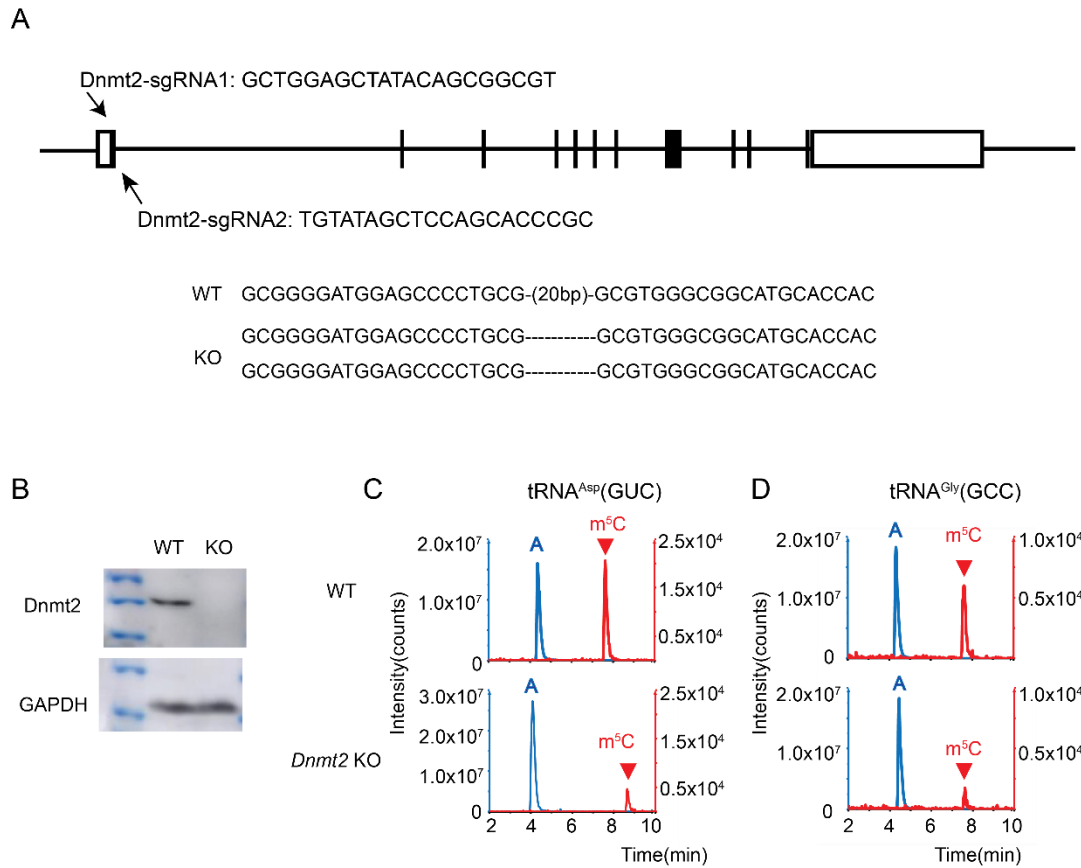 A
Dnmt2-sgRNA1: GCTGGAGCTATACAGCGGCGT
Dnmt2-sgRNA2: TGTATAGCTCCAGCACCCGC
WT GCGGGGATGGAGCCCCTGCG-(20bp)-GCGTGGGCGGCATGCACCAC
KO
GCGGGGATGGAGCCCCTGCG-----------GCGTGGGCGGCATGCACCAC
GCGGGGATGGAGCCCCTGCG-----------GCGTGGGCGGCATGCACCAC
B
WT KO
Dnmt2
GAPDH
C
tRNAAsp(GUC)
WT
Dnmt2 KO
Intensity(counts)
A
m⁵C
2.0x10⁷
1.0x10⁷
0
2.5x10⁴
1.5x10⁴
0.5x10⁴
A
m⁵C
3.0x10⁷
2.0x10⁷
1.0x10⁷
0
2.5x10⁴
1.5x10⁴
0.5x10⁴
2 4 6 8 10
Time(min)
D
tRNAGly(GCC)
Intensity(counts)
A
m⁵C
2.0x10⁷
1.0x10⁷
0
1.0x10⁴
0.5x10⁴
A
m⁵C
2.0x10⁷
1.0x10⁷
0
1.0x10⁴
0.5x10⁴
2 4 6 8 10
Time(min)